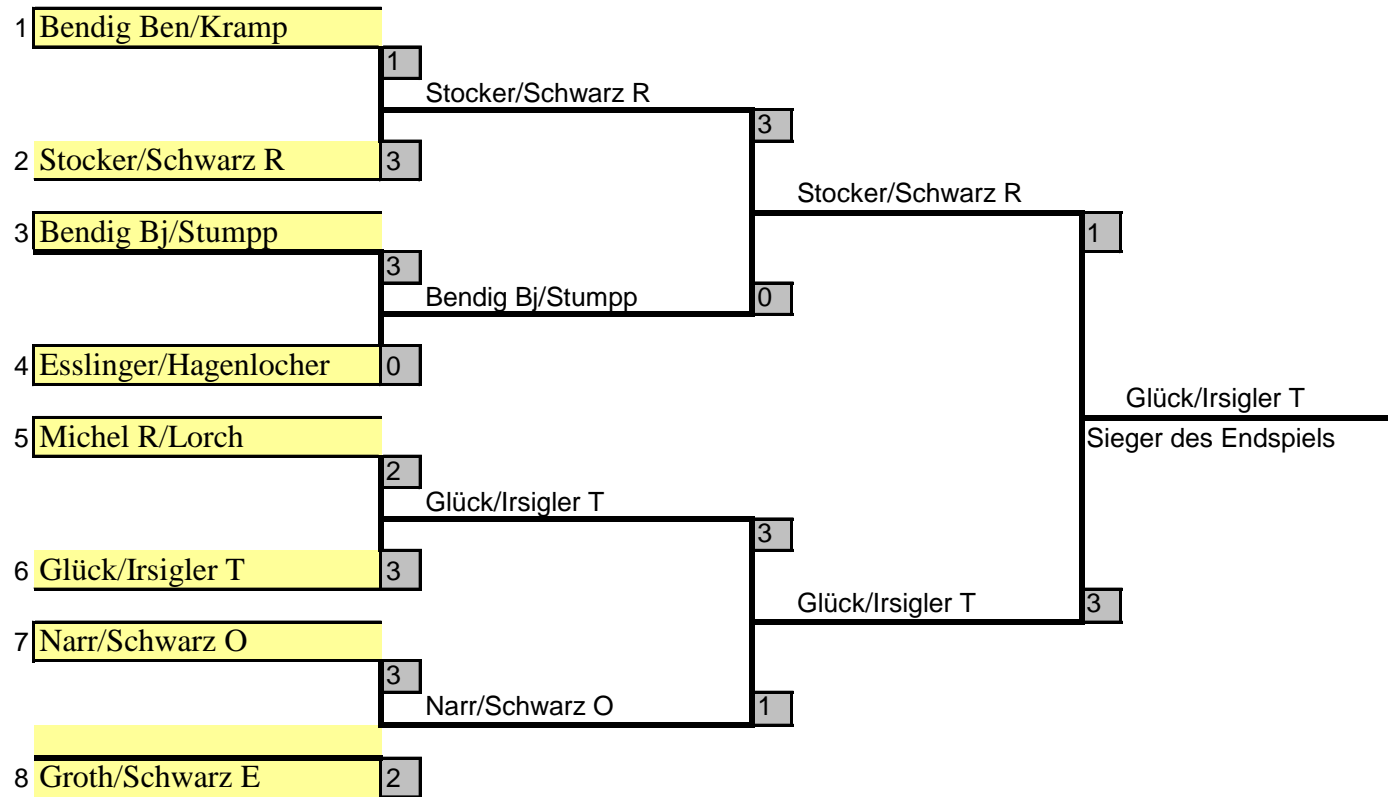 1 Bendig Ben/Kramp
1
Stocker/Schwarz R
3
2 Stocker/Schwarz R 3
Stocker/Schwarz R
3 Bendig Bj/Stumpp
1
3
Bendig Bj/Stumpp 0
4 Esslinger/Hagenlocher 0
Glück/Irsigler T
5 Michel R/Lorch
Sieger des Endspiels
2
Glück/Irsigler T
3
6 Glück/Irsigler T 3
Glück/Irsigler T 3
7 Narr/Schwarz O
3
Narr/Schwarz O 1
8 Groth/Schwarz E 2